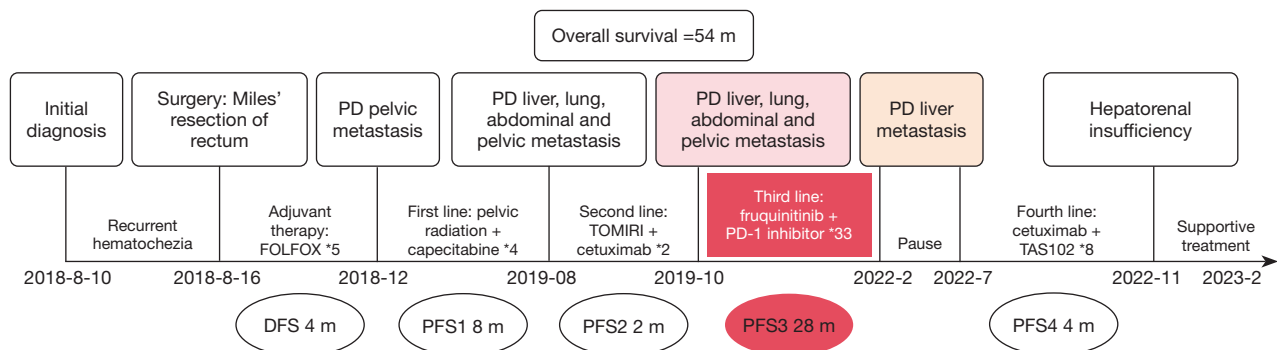 Overall survival =54 m
Initial
diagnosis
Surgery: Miles'
resection of
rectum
PD pelvic
metastasis
PD liver, lung,
abdominal and
pelvic metastasis
PD liver, lung,
abdominal and
pelvic metastasis
PD liver
metastasis
Hepatorenal
insufficiency
Recurrent
hematochezia
Adjuvant
therapy:
FOLFOX *5
First line: pelvic
radiation +
capecitabine *4
Second line:
TOMIRI +
cetuximab *2
Third line:
fruquinitinib +
PD-1 inhibitor *33
Pause
Fourth line:
cetuximab +
TAS102 *8
Supportive
treatment
2018-8-10
2018-8-16
2018-12
2019-08
2019-10
2022-2
2022-7
2022-11
2023-2
DFS 4 m
PFS1 8 m
PFS2 2 m
PFS3 28 m
PFS4 4 m